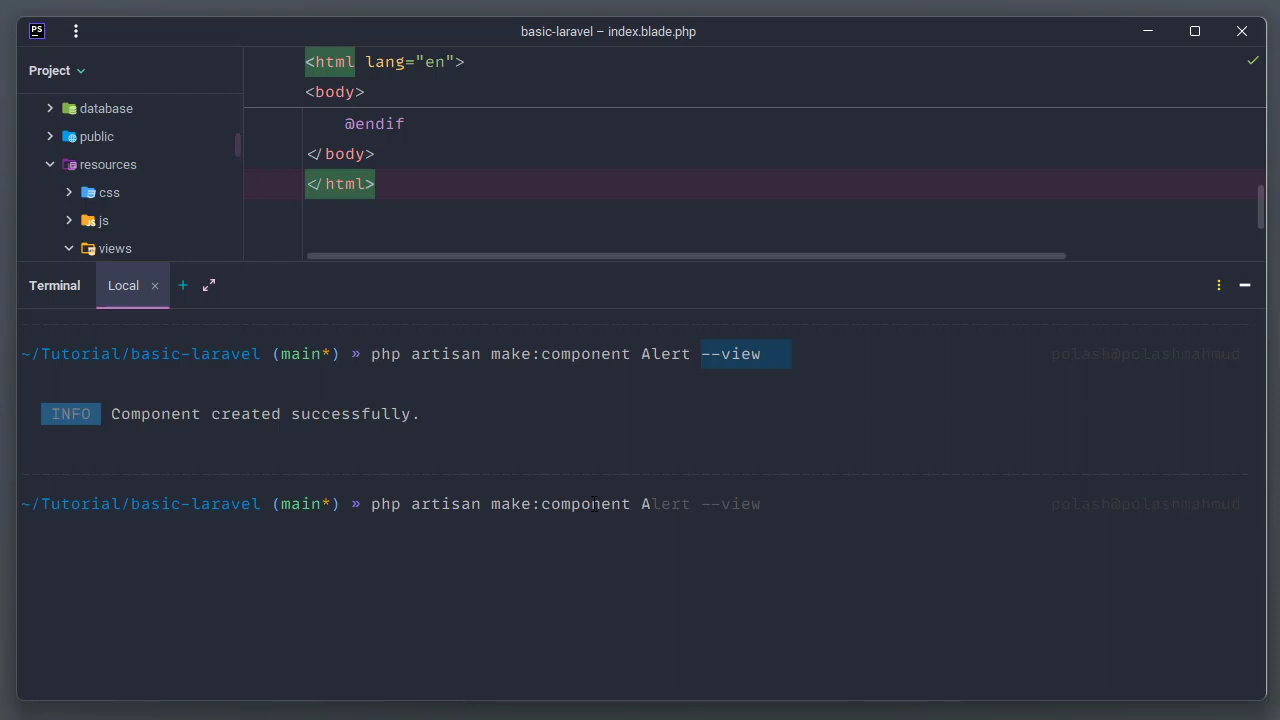 PS
basic-laravel – index.blade.php
Project
<html lang="en">
<body>
database
@endif
public
</body>
resources
</html>
css
js
views
Terminal
Local
~/Tutorial/basic-laravel (main*) » php artisan make:component Alert --view
polash@polashmahmud
INFO Component created successfully.
~/Tutorial/basic-laravel (main*) » php artisan make:component Alert --view
polash@polashmahmud